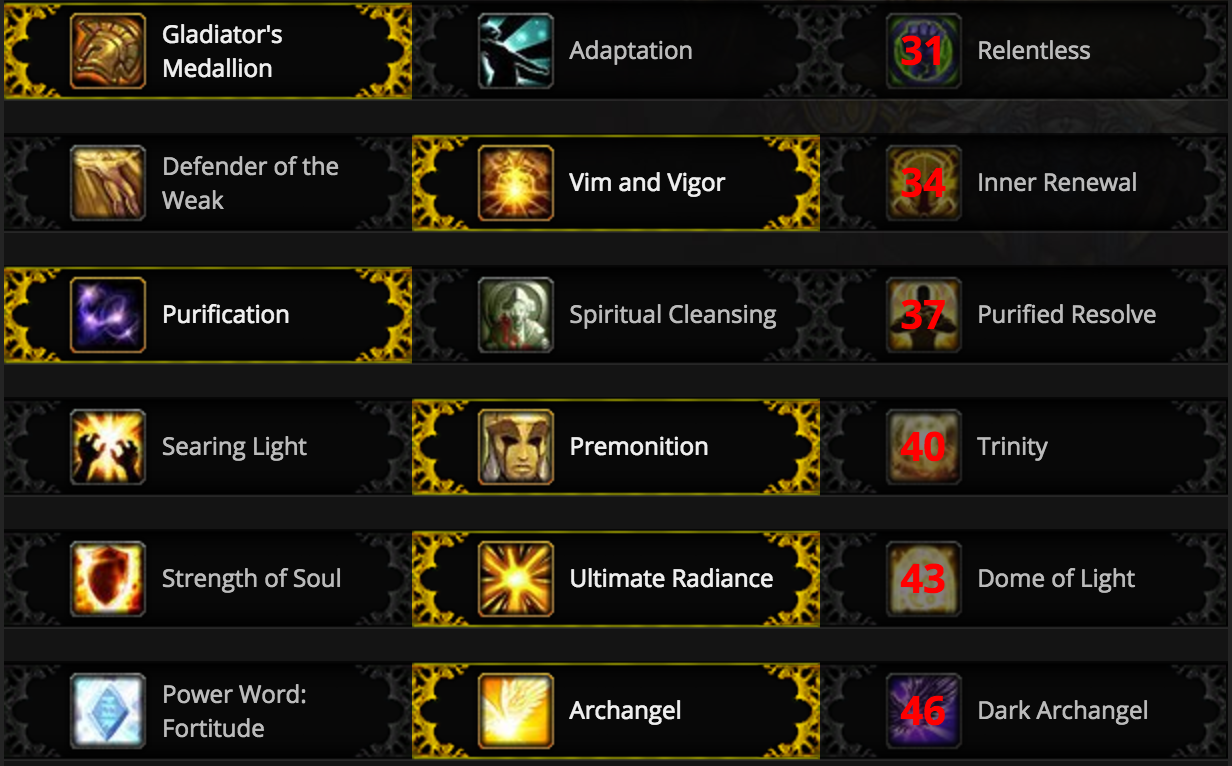 Gladiator's
Medallion
Adaptation
31
Relentless
Defender of the
Weak
Vim and Vigor
34
Inner Renewal
Purification
Spiritual Cleansing
37
Purified Resolve
Searing Light
Premonition
40
Trinity
Strength of Soul
Ultimate Radiance
43
Dome of Light
Power Word:
Fortitude
Archangel
46
Dark Archangel